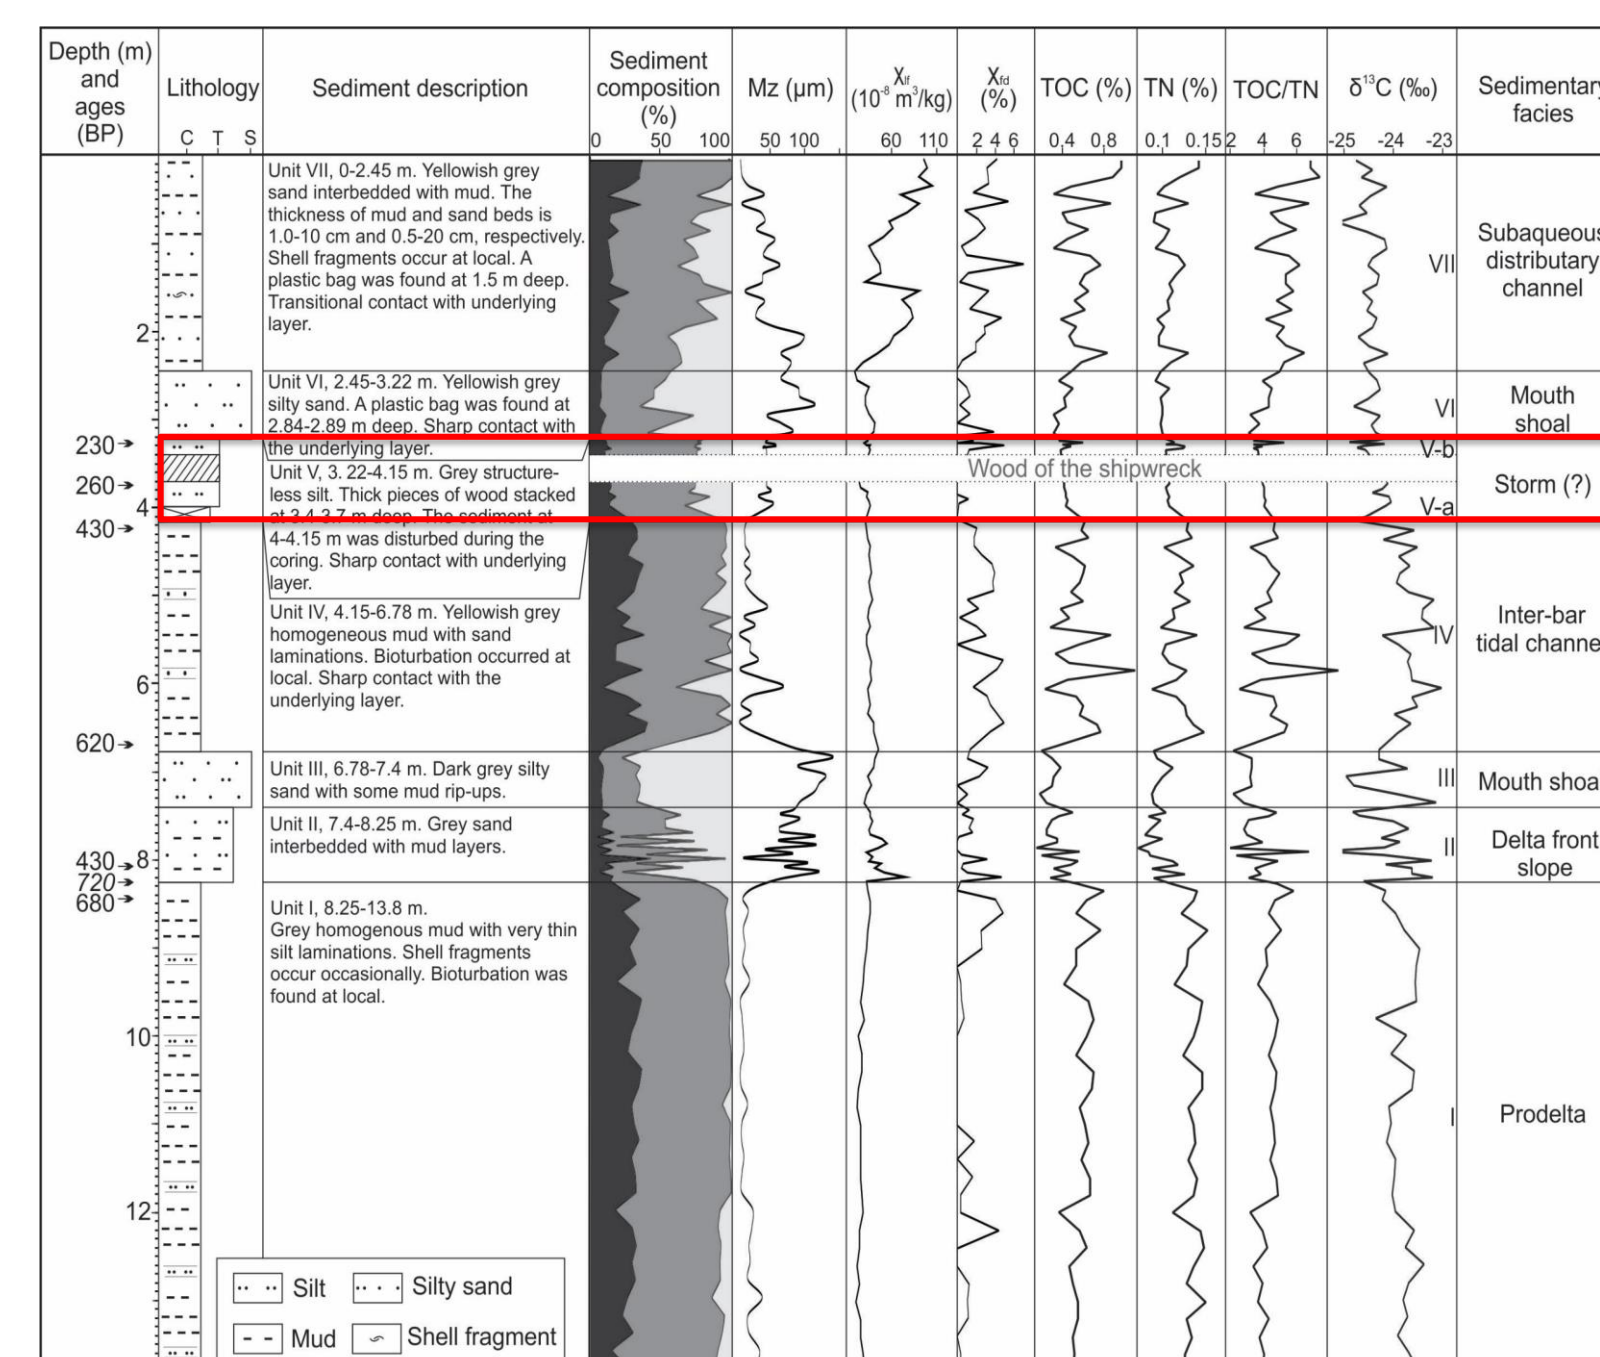 Depth (m)
and
ages
(BP)
Lithology
C T S
Sediment description
Sediment
composition
(%)
0 50 100
Mz (μm)
50 100
χlf
(10⁻⁸ m³/kg)
60 110
χfd
(%)
2 4 6
TOC (%)
0.4 0.8
TN (%)
0.1 0.15
TOC/TN
2 4 6
δ¹³C (‰)
-25 -24 -23
Sedimentary
facies
Unit VII, 0-2.45 m. Yellowish grey
sand interbedded with mud. The
thickness of mud and sand beds is
1.0-10 cm and 0.5-20 cm, respectively.
Shell fragments occur at local. A
plastic bag was found at 1.5 m deep.
Transitional contact with underlying
layer.
VII
Subaqueous
distributary
channel
2
Unit VI, 2.45-3.22 m. Yellowish grey
silty sand. A plastic bag was found at
2.84-2.89 m deep. Sharp contact with
the underlying layer.
VI
Mouth
shoal
230
260
4
430
Unit V, 3. 22-4.15 m. Grey structure-
less silt. Thick pieces of wood stacked
at 3.4-3.7 m deep. The sediment at
4-4.15 m was disturbed during the
coring. Sharp contact with underlying
layer.
Wood of the shipwreck
V-b
V-a
Storm (?)
Unit IV, 4.15-6.78 m. Yellowish grey
homogeneous mud with sand
laminations. Bioturbation occurred at
local. Sharp contact with the
underlying layer.
IV
Inter-bar
tidal channe
6
620
Unit III, 6.78-7.4 m. Dark grey silty
sand with some mud rip-ups.
III
Mouth shoa
Unit II, 7.4-8.25 m. Grey sand
interbedded with mud layers.
II
Delta front
slope
430
8
720
680
Unit I, 8.25-13.8 m.
Grey homogenous mud with very thin
silt laminations. Shell fragments
occur occasionally. Bioturbation was
found at local.
I
Prodelta
10
12
Silt
Silty sand
Mud
Shell fragment